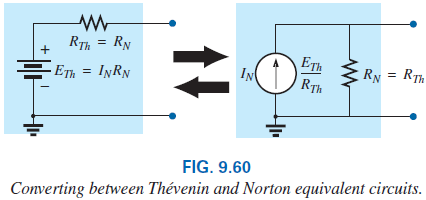 R_Th = R_N
+
E_Th = I_N R_N
−
I_N
E_Th
R_Th
R_N = R_Th
FIG. 9.60
Converting between Thévenin and Norton equivalent circuits.